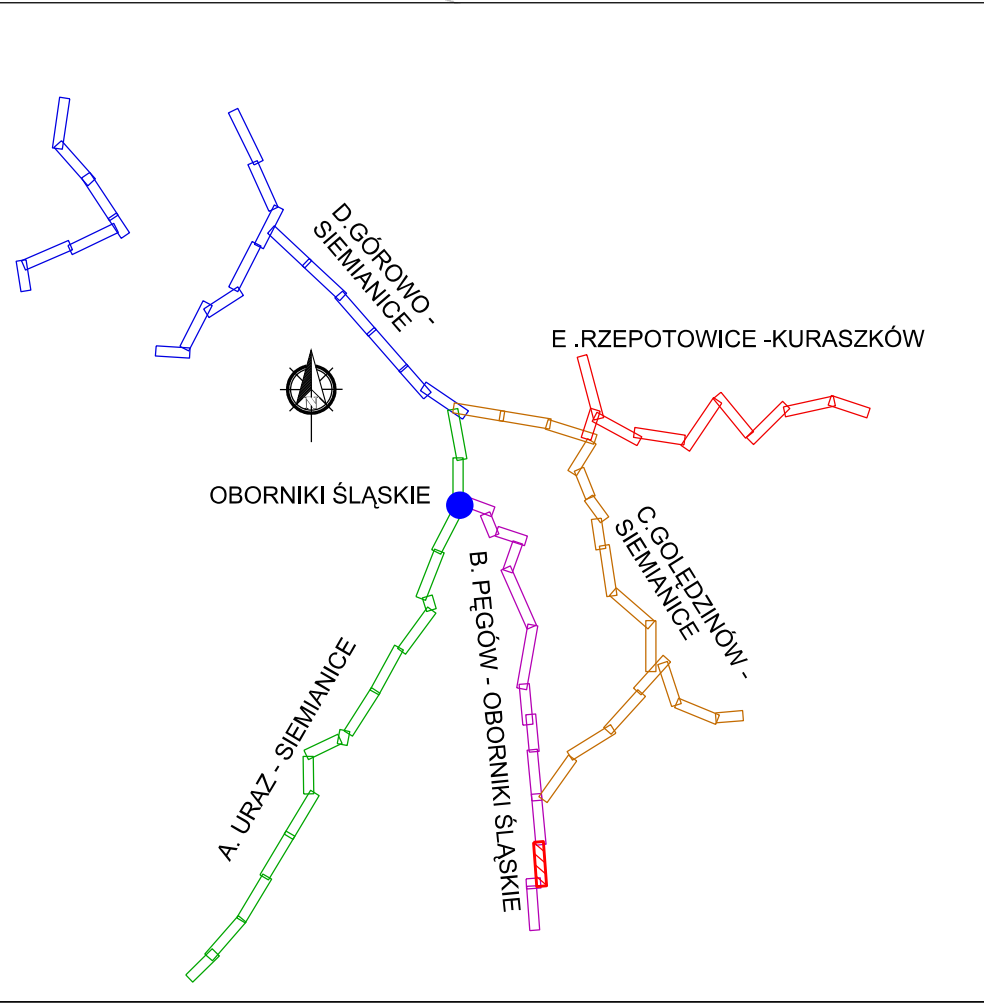 D.GÓROWO -
SIEMIANICE
E .RZEPOTOWICE -KURASZKÓW
N
OBORNIKI ŚLĄSKIE
C.GOLĘDZINÓW -
SIEMIANICE
B. PĘGÓW - OBORNIKI ŚLĄSKIE
A. URAZ - SIEMIANICE